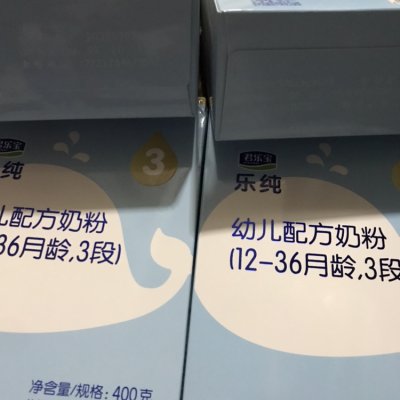 君乐宝
乐纯
3
儿配方奶粉
36月龄,3段)
净含量/规格: 400克
君乐宝
乐纯
幼儿配方奶粉
(12-36月龄,3段